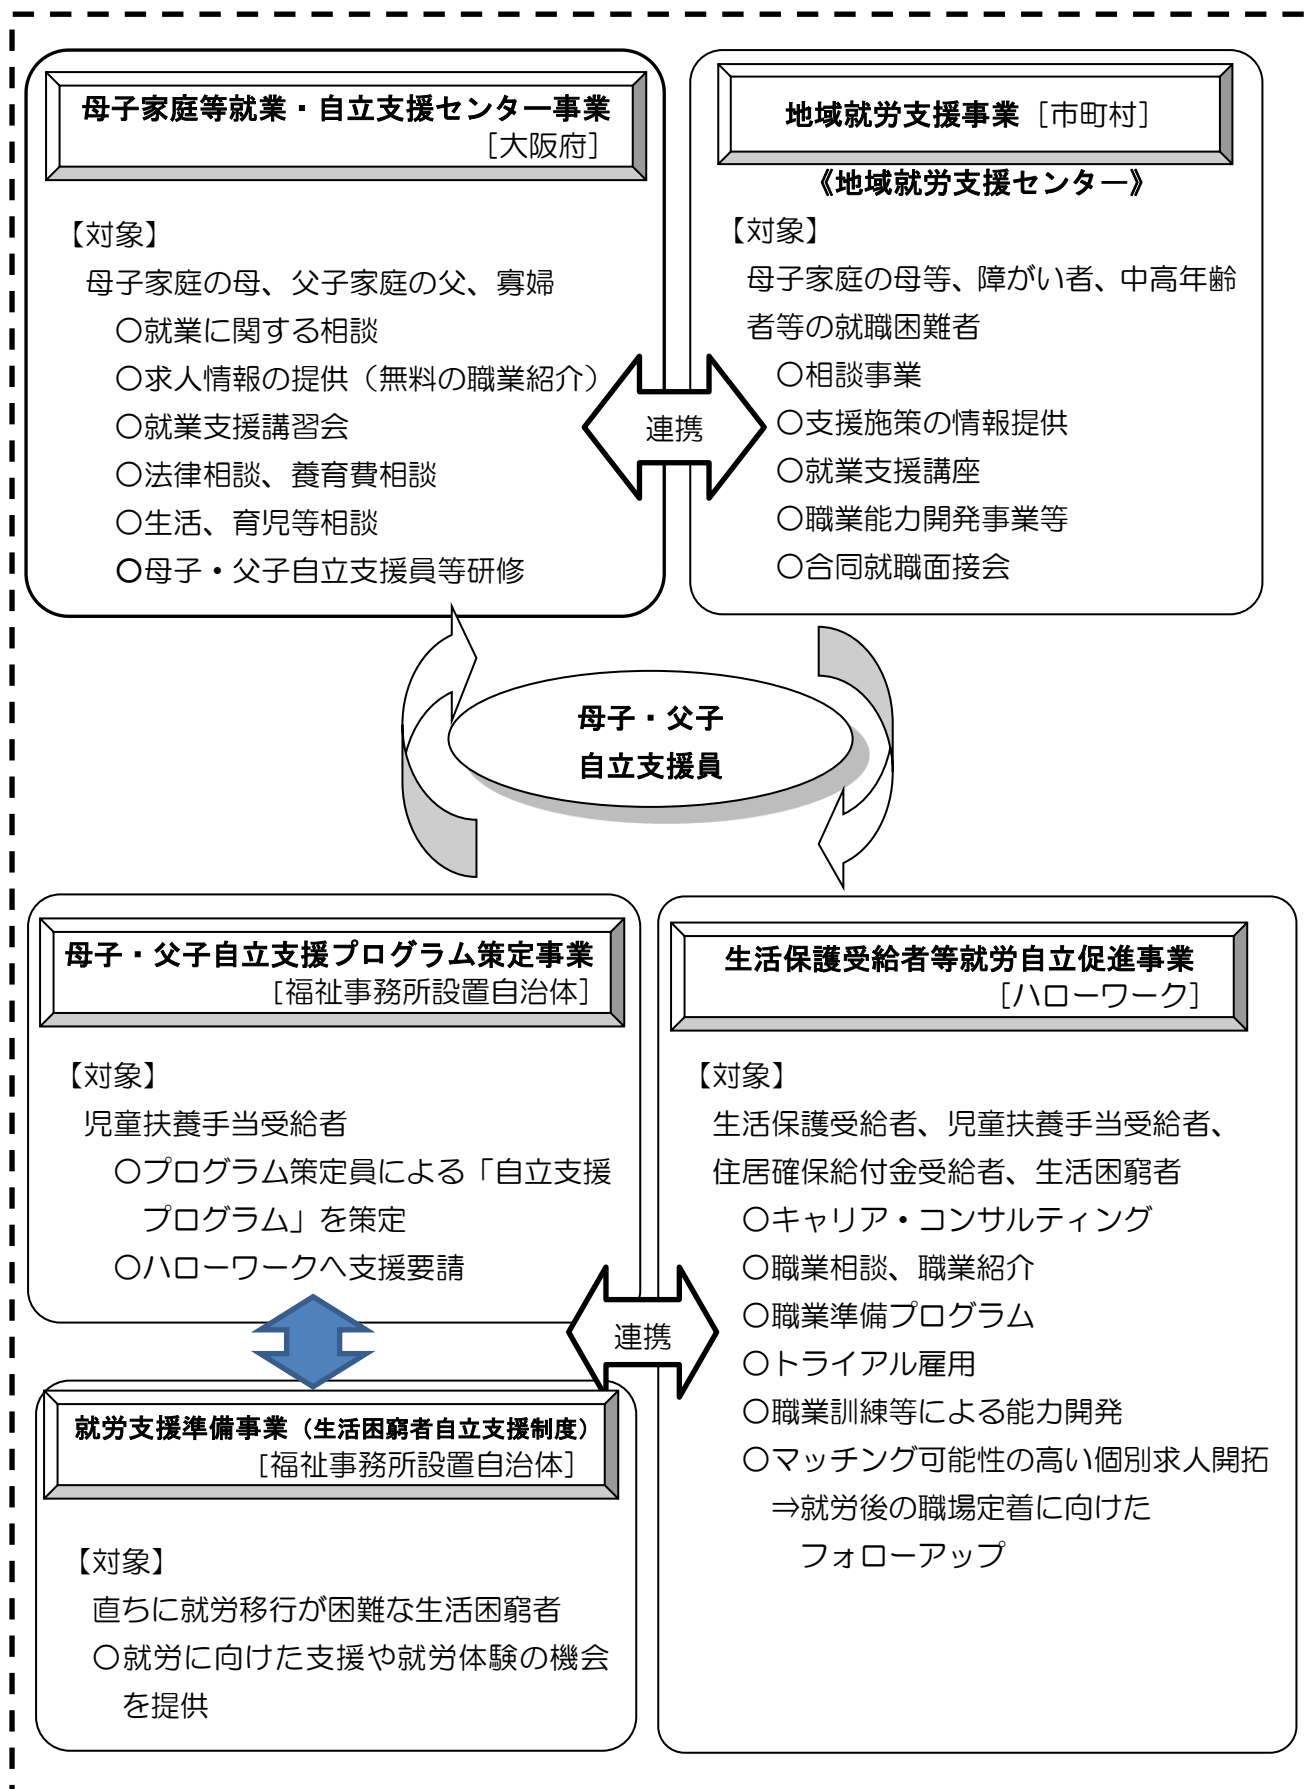 母子家庭等就業・自立支援センター事業
［大阪府］
【対象】
母子家庭の母、父子家庭の父、寡婦
〇就業に関する相談
〇求人情報の提供（無料の職業紹介）
〇就業支援講習会
〇法律相談、養育費相談
〇生活、育児等相談
〇母子・父子自立支援員等研修
連携
地域就労支援事業［市町村］
《地域就労支援センター》
【対象】
母子家庭の母等、障がい者、中高年齢
者等の就職困難者
〇相談事業
〇支援施策の情報提供
〇就業支援講座
〇職業能力開発事業等
〇合同就職面接会
母子・父子
自立支援員
母子・父子自立支援プログラム策定事業
［福祉事務所設置自治体］
【対象】
児童扶養手当受給者
〇プログラム策定員による「自立支援
プログラム」を策定
〇ハローワークへ支援要請
連携
就労支援準備事業（生活困窮者自立支援制度）
［福祉事務所設置自治体］
【対象】
直ちに就労移行が困難な生活困窮者
〇就労に向けた支援や就労体験の機会
を提供
生活保護受給者等就労自立促進事業
［ハローワーク］
【対象】
生活保護受給者、児童扶養手当受給者、
住居確保給付金受給者、生活困窮者
〇キャリア・コンサルティング
〇職業相談、職業紹介
〇職業準備プログラム
〇トライアル雇用
〇職業訓練等による能力開発
〇マッチング可能性の高い個別求人開拓
⇒就労後の職場定着に向けた
フォローアップ